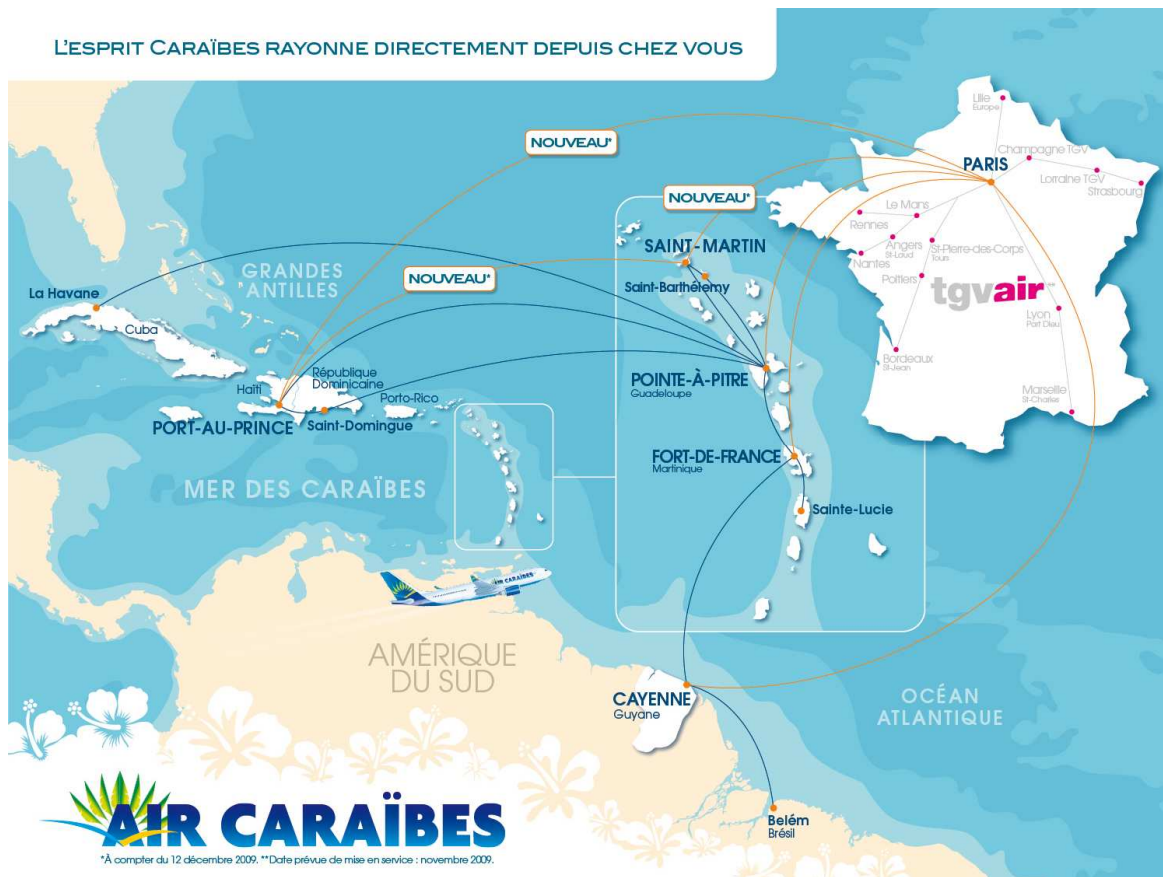 L'ESPRIT CARAÏBES RAYONNE DIRECTEMENT DEPUIS CHEZ VOUS
Lille
Europe
NOUVEAU*
Champagne TGV
PARIS
Lorraine TGV
Strasbourg
NOUVEAU*
Le Mans
Rennes
Angers
St-Loud
St-Pierre-des-Corps
Tours
Nantes
Poitiers
tgvair
Lyon
Part Dieu
Bordeaux
St-Jean
Marseille
St-Charles
SAINT-MARTIN
Saint-Barthélemy
NOUVEAU*
GRANDES
ANTILLES
La Havane
Cuba
Haïti
République
Dominicaine
Porto-Rico
PORT-AU-PRINCE
Saint-Domingue
POINTE-À-PITRE
Guadeloupe
FORT-DE-FRANCE
Martinique
Sainte-Lucie
MER DES CARAÏBES
AIR CARAÏBES
AMÉRIQUE
DU SUD
CAYENNE
Guyane
OCÉAN
ATLANTIQUE
Belém
Brésil
AIR CARAÏBES
*À compter du 12 décembre 2009. **Date prévue de mise en service : novembre 2009.